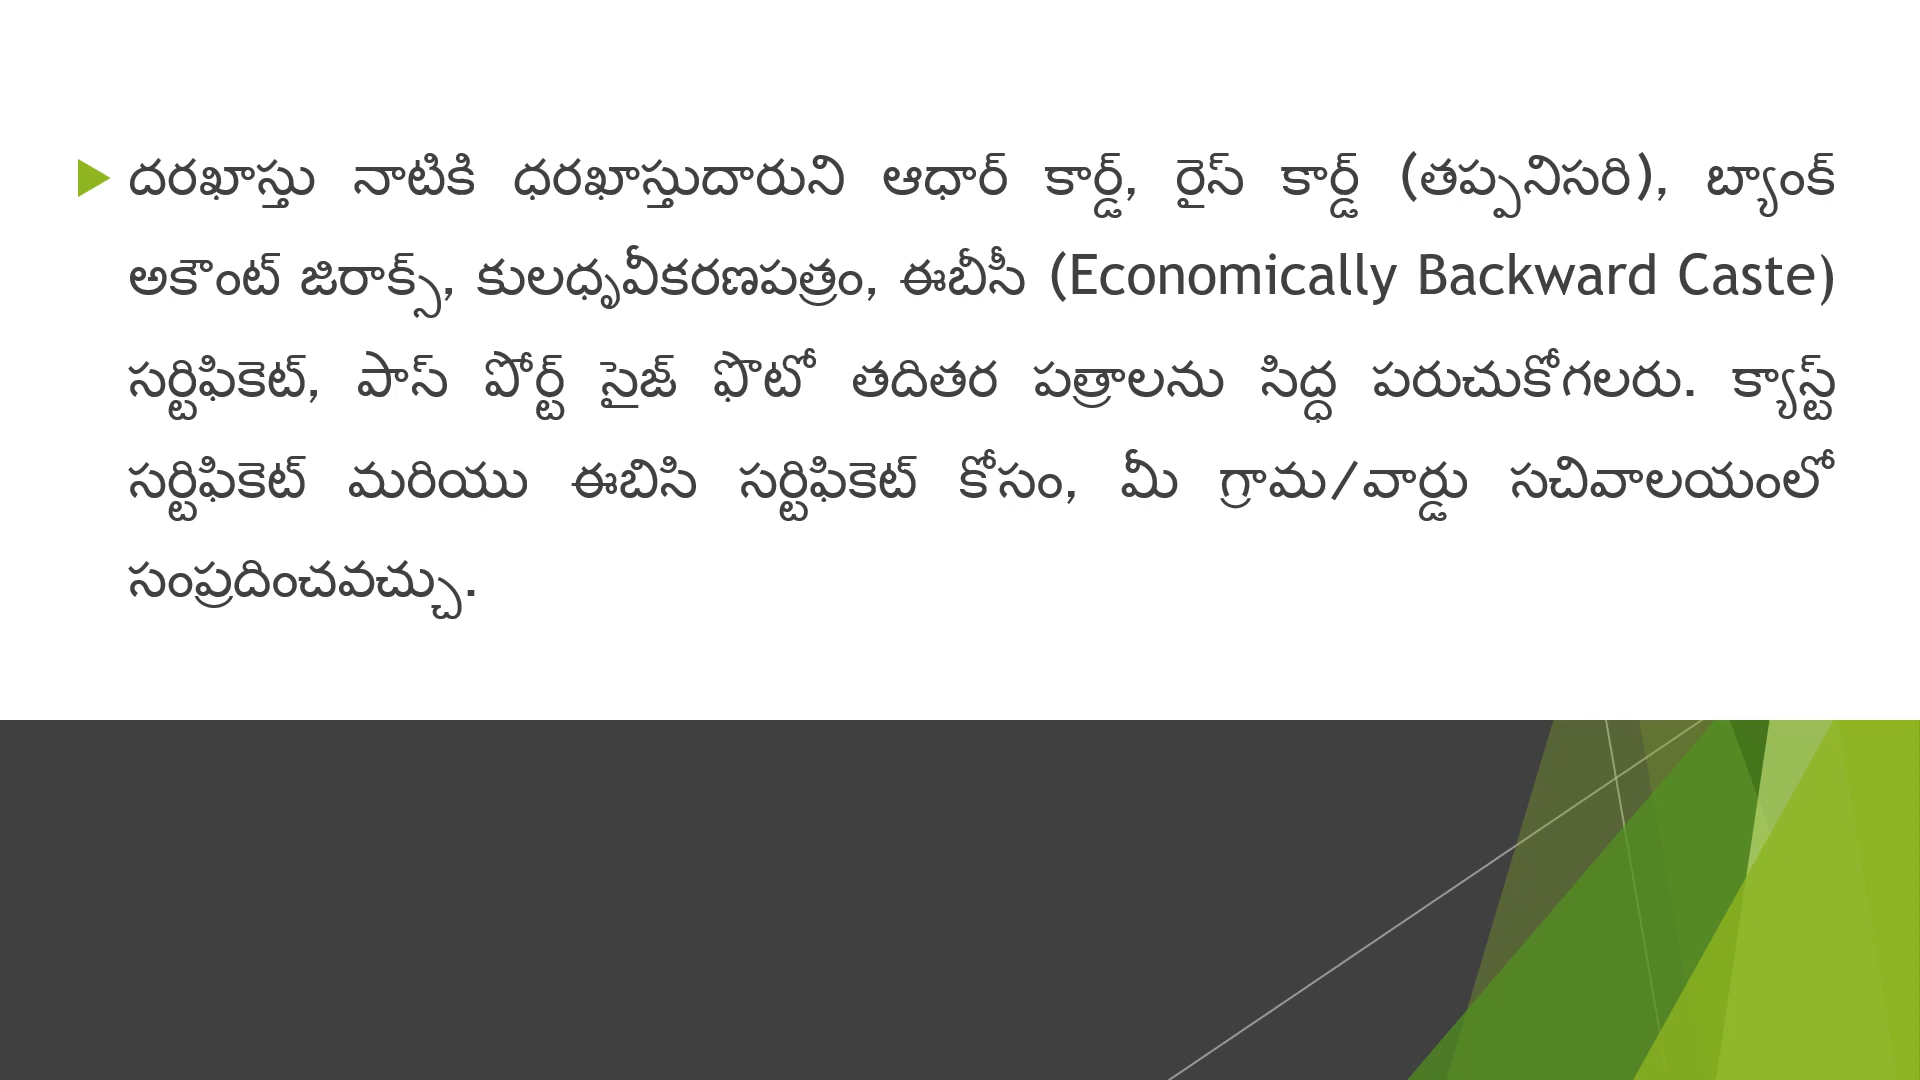 దరఖాస్తు నాటికి ధరఖాస్తుదారుని ఆధార్ కార్డ్, రైస్ కార్డ్ (తప్పనిసరి), బ్యాంక్
అకౌంట్ జిరాక్స్, కులధృవీకరణపత్రం, ఈబీసీ (Economically Backward Caste)
సర్టిఫికెట్, పాస్ పోర్ట్ సైజ్ ఫొటో తదితర పత్రాలను సిద్ధ పరుచుకోగలరు. క్యాస్ట్
సర్టిఫికెట్ మరియు ఈబిసి సర్టిఫికెట్ కోసం, మీ గ్రామ/వార్డు సచివాలయంలో
సంప్రదించవచ్చు.